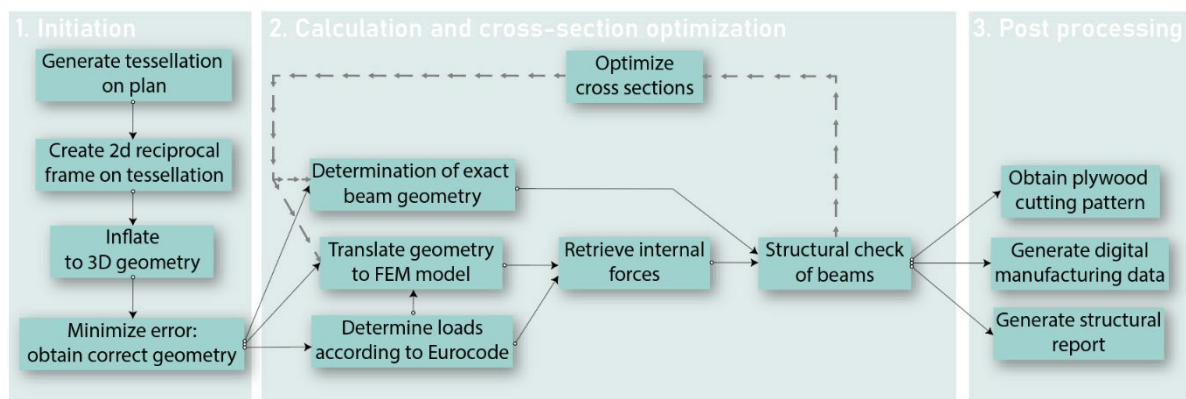 1. Initiation
Generate tessellation
on plan
Create 2d reciprocal
frame on tessellation
Inflate
to 3D geometry
Minimize error:
obtain correct geometry
2. Calculation and cross-section optimization
Optimize
cross sections
Determination of exact
beam geometry
Translate geometry
to FEM model
Determine loads
according to Eurocode
Retrieve internal
forces
Structural check
of beams
3. Post processing
Obtain plywood
cutting pattern
Generate digital
manufacturing data
Generate structural
report